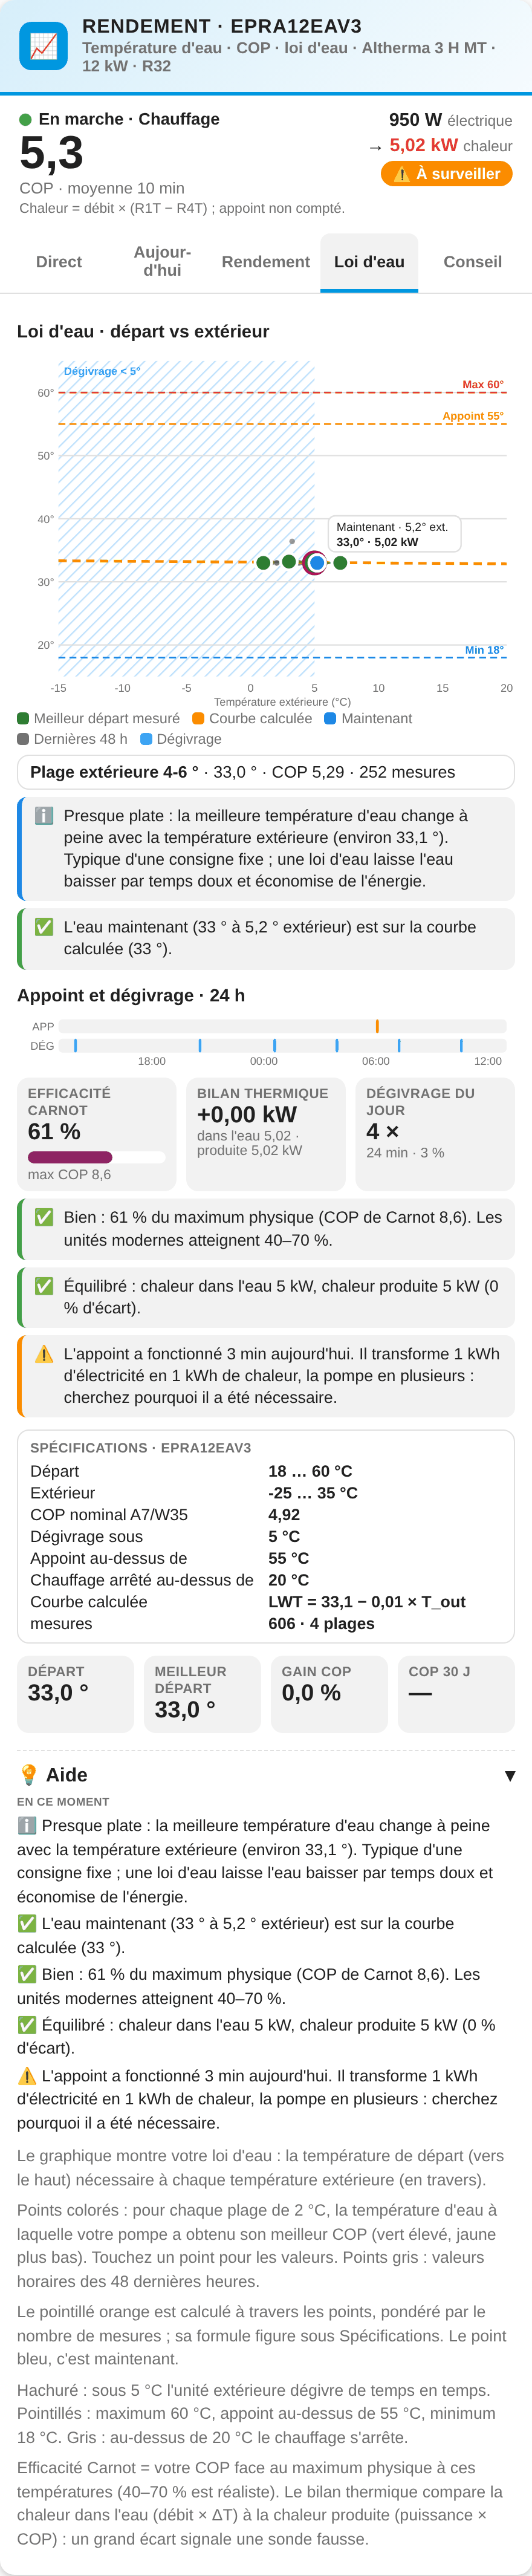 RENDEMENT · EPRA12EAV3
Température d'eau · COP · loi d'eau · Altherma 3 H MT ·
12 kW · R32
En marche · Chauffage
950 W électrique
5,3
→ 5,02 kW chaleur
⚠️ À surveiller
COP · moyenne 10 min
Chaleur = débit × (R1T − R4T) ; appoint non compté.
Direct
Aujour-
d'hui
Rendement
Loi d'eau
Conseil
Loi d'eau · départ vs extérieur
Dégivrage < 5°
60°
Max 60°
Appoint 55°
50°
40°
Maintenant · 5,2° ext.
33,0° · 5,02 kW
30°
20°
Min 18°
-15 -10 -5 0 5 10 15 20
Température extérieure (°C)
Meilleur départ mesuré Courbe calculée Maintenant
Dernières 48 h Dégivrage
Plage extérieure 4-6 ° · 33,0 ° · COP 5,29 · 252 mesures
ℹ️ Presque plate : la meilleure température d'eau change à
peine avec la température extérieure (environ 33,1 °).
Typique d'une consigne fixe ; une loi d'eau laisse l'eau
baisser par temps doux et économise de l'énergie.
✅ L'eau maintenant (33 ° à 5,2 ° extérieur) est sur la courbe
calculée (33 °).
Appoint et dégivrage · 24 h
APP
DÉG
18:00 00:00 06:00 12:00
EFFICACITÉ
CARNOT
61 %
max COP 8,6
BILAN THERMIQUE
+0,00 kW
dans l'eau 5,02 ·
produite 5,02 kW
DÉGIVRAGE DU
JOUR
4 ×
24 min · 3 %
✅ Bien : 61 % du maximum physique (COP de Carnot 8,6). Les
unités modernes atteignent 40–70 %.
✅ Équilibré : chaleur dans l'eau 5 kW, chaleur produite 5 kW (0
% d'écart).
⚠️ L'appoint a fonctionné 3 min aujourd'hui. Il transforme 1 kWh
d'électricité en 1 kWh de chaleur, la pompe en plusieurs :
cherchez pourquoi il a été nécessaire.
SPÉCIFICATIONS · EPRA12EAV3
Départ 18 … 60 °C
Extérieur -25 … 35 °C
COP nominal A7/W35 4,92
Dégivrage sous 5 °C
Appoint au-dessus de 55 °C
Chauffage arrêté au-dessus de 20 °C
Courbe calculée LWT = 33,1 − 0,01 × T_out
mesures 606 · 4 plages
DÉPART
33,0 °
MEILLEUR
DÉPART
33,0 °
GAIN COP
0,0 %
COP 30 J
—
💡 Aide ▼
EN CE MOMENT
ℹ️ Presque plate : la meilleure température d'eau change à peine
avec la température extérieure (environ 33,1 °). Typique d'une
consigne fixe ; une loi d'eau laisse l'eau baisser par temps doux et
économise de l'énergie.
✅ L'eau maintenant (33 ° à 5,2 ° extérieur) est sur la courbe
calculée (33 °).
✅ Bien : 61 % du maximum physique (COP de Carnot 8,6). Les
unités modernes atteignent 40–70 %.
✅ Équilibré : chaleur dans l'eau 5 kW, chaleur produite 5 kW (0 %
d'écart).
⚠️ L'appoint a fonctionné 3 min aujourd'hui. Il transforme 1 kWh
d'électricité en 1 kWh de chaleur, la pompe en plusieurs : cherchez
pourquoi il a été nécessaire.
Le graphique montre votre loi d'eau : la température de départ (vers
le haut) nécessaire à chaque température extérieure (en travers).
Points colorés : pour chaque plage de 2 °C, la température d'eau à
laquelle votre pompe a obtenu son meilleur COP (vert élevé, jaune
plus bas). Touchez un point pour les valeurs. Points gris : valeurs
horaires des 48 dernières heures.
Le pointillé orange est calculé à travers les points, pondéré par le
nombre de mesures ; sa formule figure sous Spécifications. Le point
bleu, c'est maintenant.
Hachuré : sous 5 °C l'unité extérieure dégivre de temps en temps.
Pointillés : maximum 60 °C, appoint au-dessus de 55 °C, minimum
18 °C. Gris : au-dessus de 20 °C le chauffage s'arrête.
Efficacité Carnot = votre COP face au maximum physique à ces
températures (40–70 % est réaliste). Le bilan thermique compare la
chaleur dans l'eau (débit × ΔT) à la chaleur produite (puissance ×
COP) : un grand écart signale une sonde fausse.